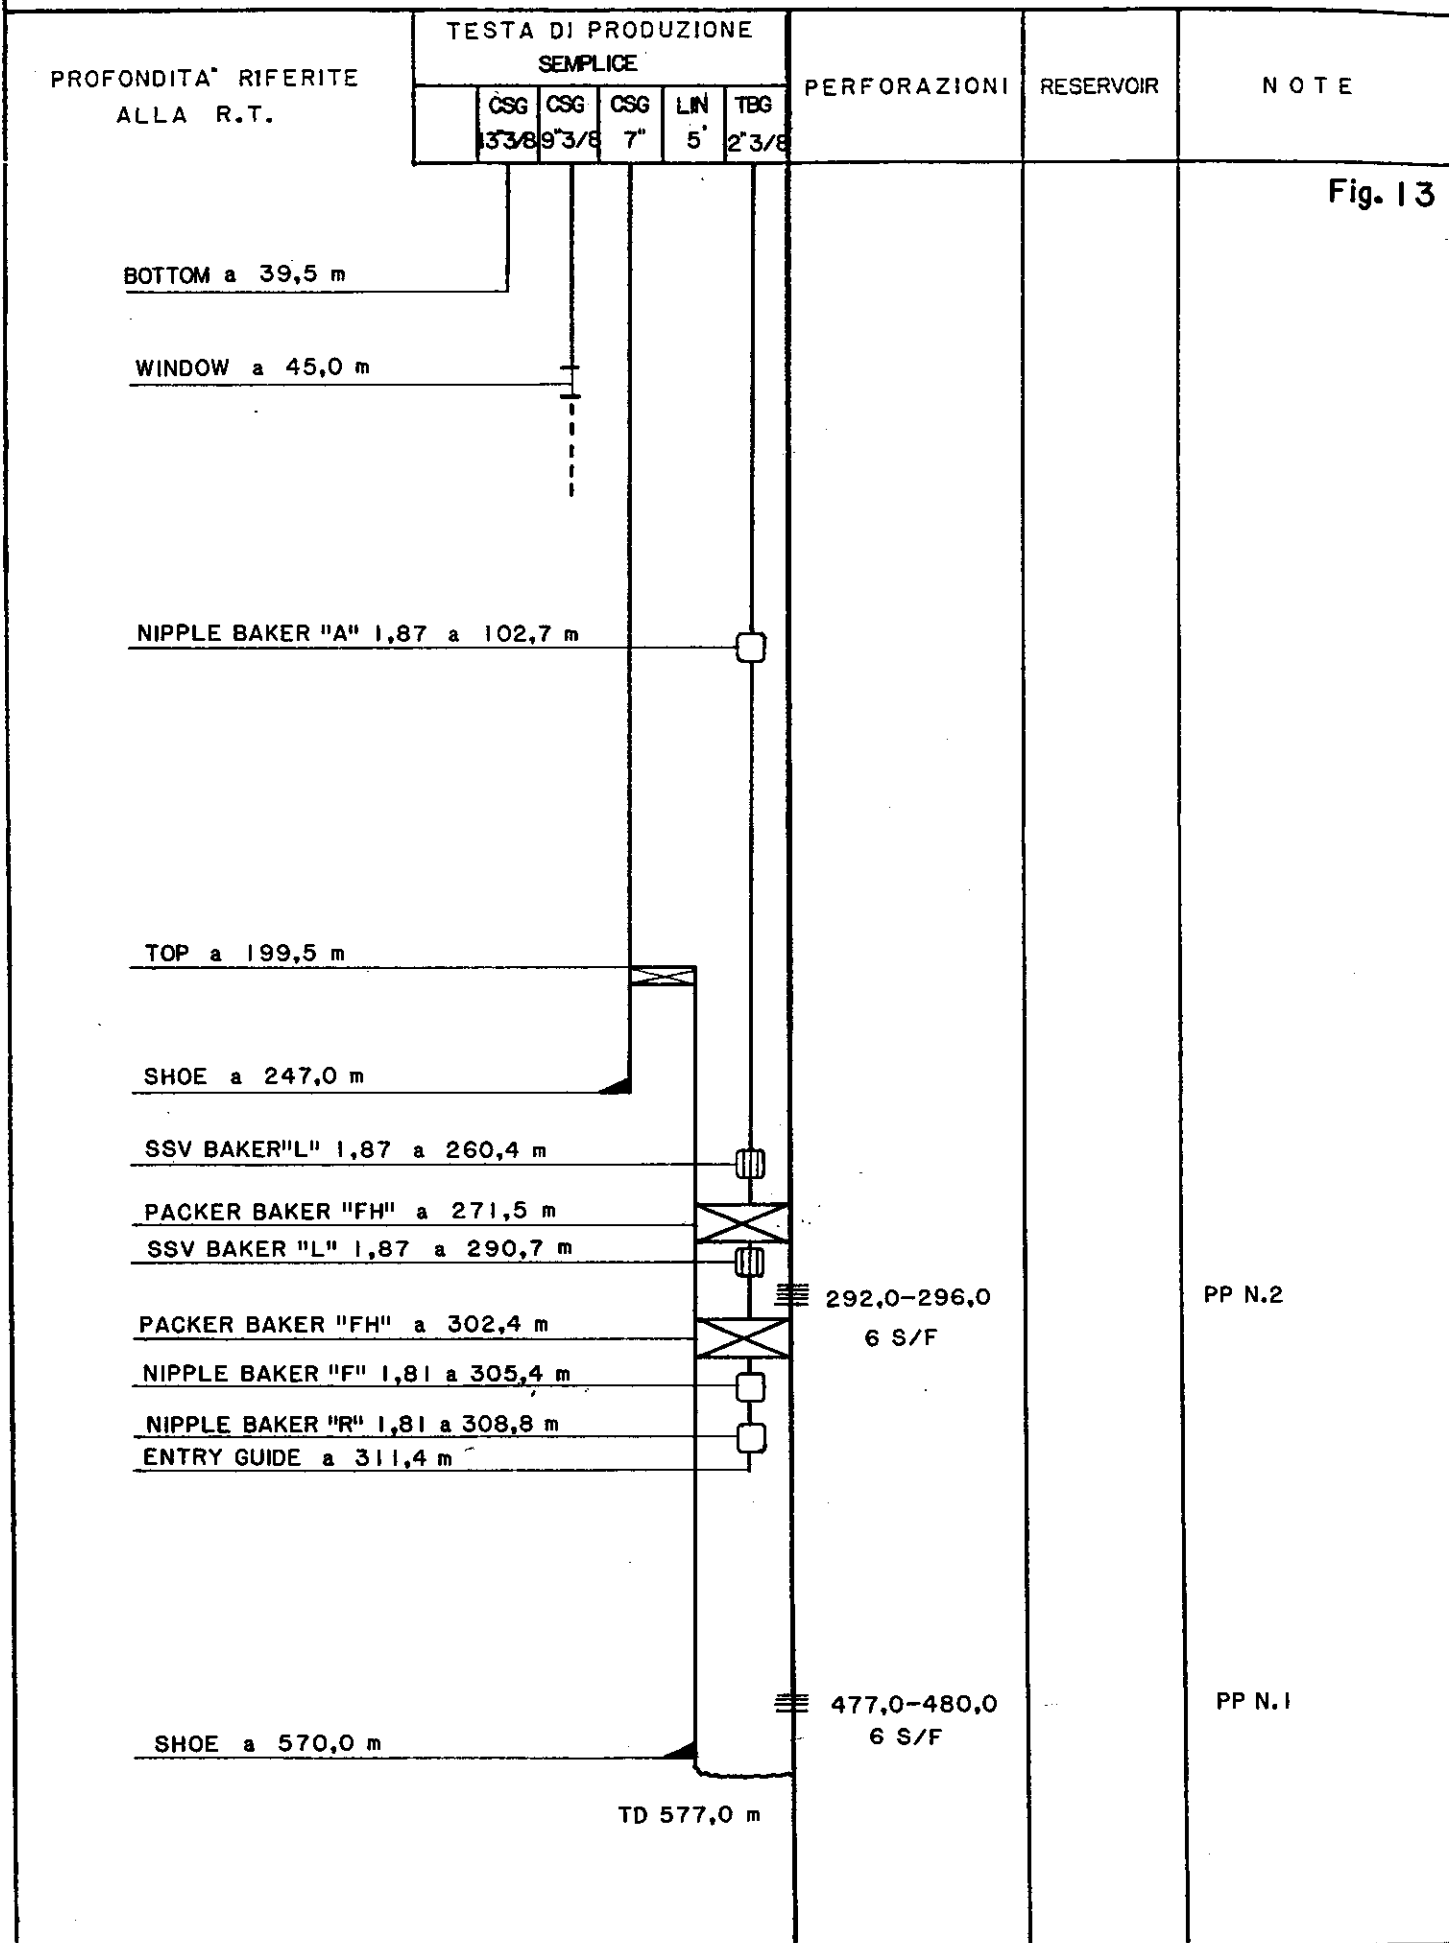 PROFONDITA' RIFERITE
ALLA R.T.
TESTA DI PRODUZIONE
SEMPLICE
CSG
13"3/8
CSG
9"3/8
CSG
7"
LIN
5'
TBG
2"3/8
PERFORAZIONI
RESERVOIR
NOTE
Fig. 13
BOTTOM a 39,5 m
WINDOW a 45,0 m
NIPPLE BAKER "A" 1,87 a 102,7 m
TOP a 199,5 m
SHOE a 247,0 m
SSV BAKER"L" 1,87 a 260,4 m
PACKER BAKER "FH" a 271,5 m
SSV BAKER "L" 1,87 a 290,7 m
292,0-296,0
6 S/F
PP N.2
PACKER BAKER "FH" a 302,4 m
NIPPLE BAKER "F" 1,81 a 305,4 m
NIPPLE BAKER "R" 1,81 a 308,8 m
ENTRY GUIDE a 311,4 m
477,0-480,0
6 S/F
PP N.1
SHOE a 570,0 m
TD 577,0 m